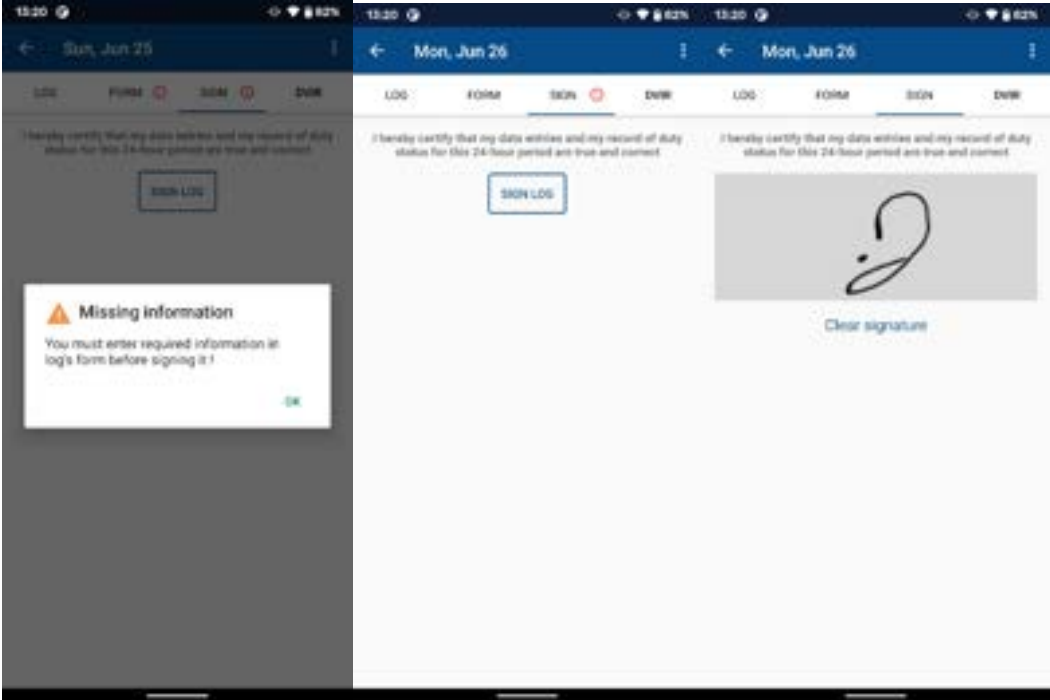 13:20 82%
Sun, Jun 25
LOG FORM SIGN DVIR
I hereby certify that my data entries and my record of duty
status for this 24-hour period are true and correct
SIGN LOG
Missing information
You must enter required information in
log's form before signing it !
OK
13:20 82%
Mon, Jun 26
LOG FORM SIGN DVIR
I hereby certify that my data entries and my record of duty
status for this 24-hour period are true and correct
SIGN LOG
13:20 82%
Mon, Jun 26
LOG FORM SIGN DVIR
I hereby certify that my data entries and my record of duty
status for this 24-hour period are true and correct
Clear signature